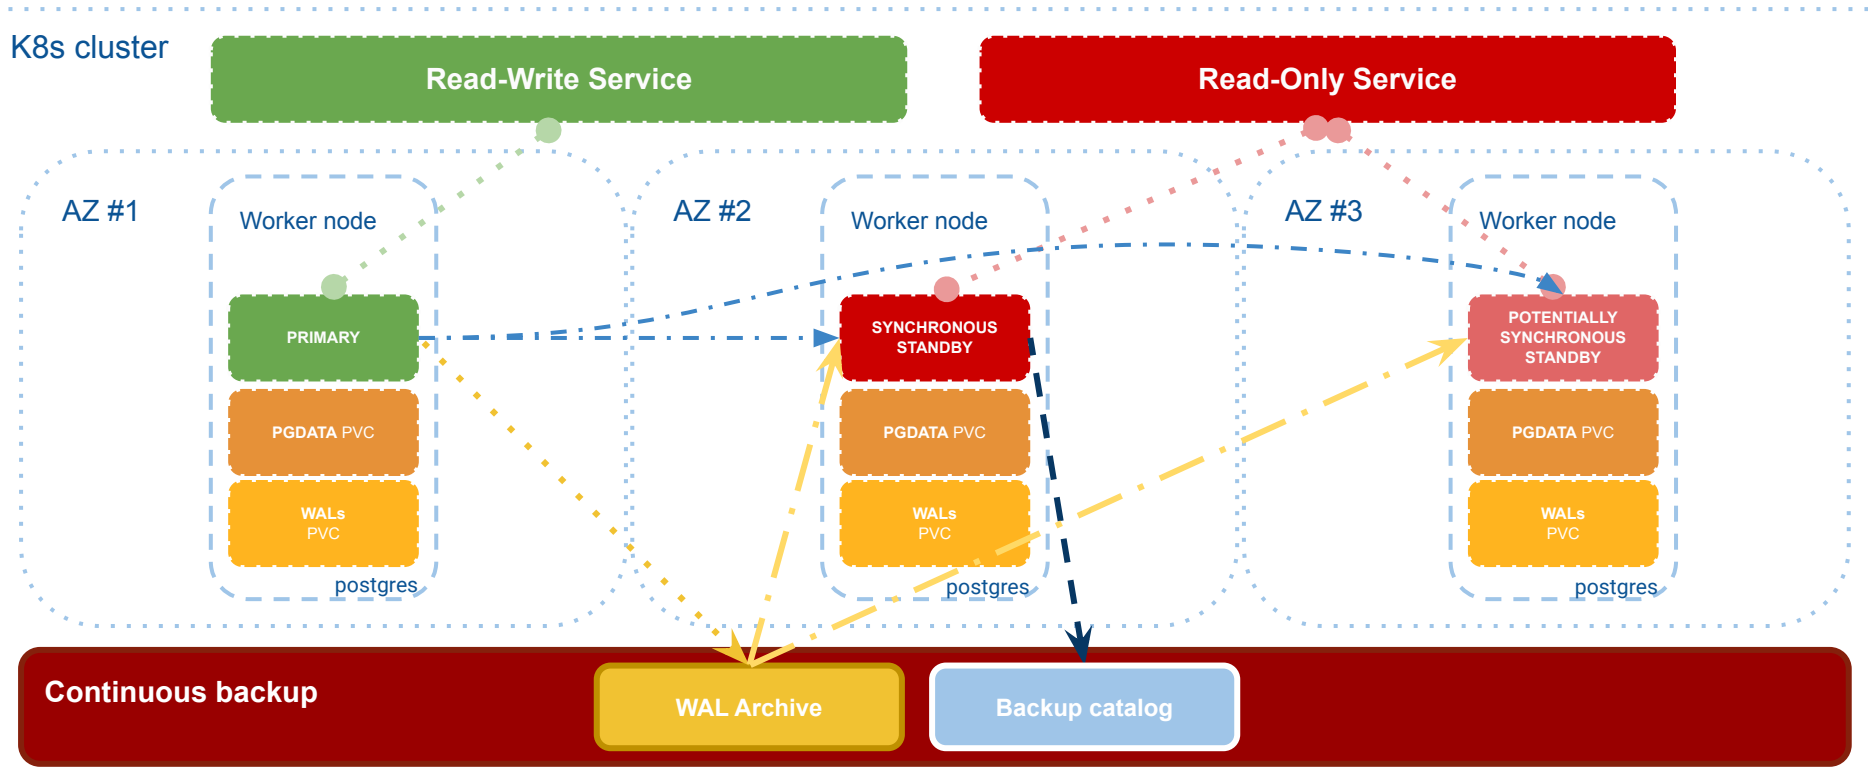 K8s cluster
Read-Write Service
Read-Only Service
AZ #1
Worker node
PRIMARY
PGDATA PVC
WALs
PVC
postgres
AZ #2
Worker node
SYNCHRONOUS
STANDBY
PGDATA PVC
WALs
PVC
postgres
AZ #3
Worker node
POTENTIALLY
SYNCHRONOUS
STANDBY
PGDATA PVC
WALs
PVC
postgres
Continuous backup
WAL Archive
Backup catalog